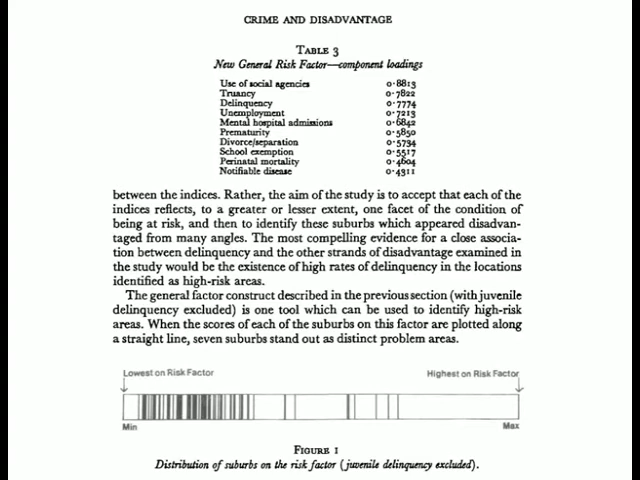 CRIME AND DISADVANTAGE
TABLE 3
New General Risk Factor—component loadings
Use of social agencies 0·8813
Truancy 0·7822
Delinquency 0·7774
Unemployment 0·7213
Mental hospital admissions 0·6842
Prematurity 0·5850
Divorce/separation 0·5734
School exemption 0·5517
Perinatal mortality 0·4604
Notifiable disease 0·4311
between the indices. Rather, the aim of the study is to accept that each of the
indices reflects, to a greater or lesser extent, one facet of the condition of
being at risk, and then to identify these suburbs which appeared disadvan-
taged from many angles. The most compelling evidence for a close associa-
tion between delinquency and the other strands of disadvantage examined in
the study would be the existence of high rates of delinquency in the locations
identified as high-risk areas.
The general factor construct described in the previous section (with juvenile
delinquency excluded) is one tool which can be used to identify high-risk
areas. When the scores of each of the suburbs on this factor are plotted along
a straight line, seven suburbs stand out as distinct problem areas.
Lowest on Risk Factor Highest on Risk Factor
Min Max
FIGURE 1
Distribution of suburbs on the risk factor (juvenile delinquency excluded).